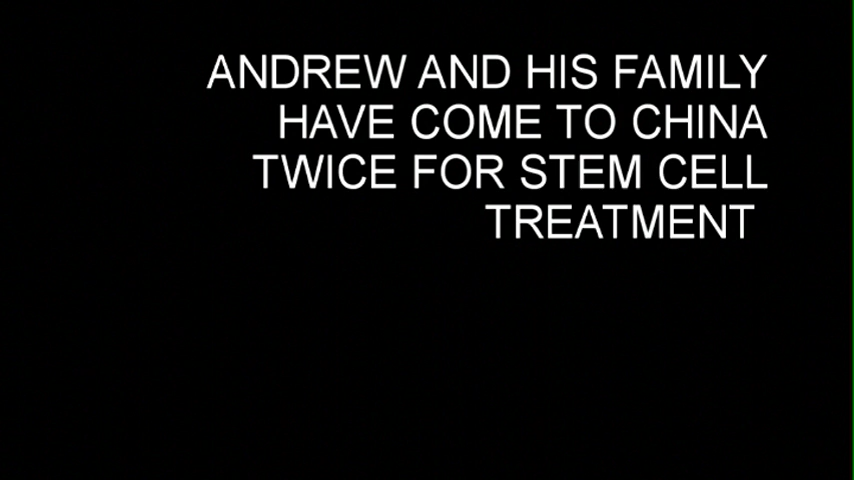 ANDREW AND HIS FAMILY
HAVE COME TO CHINA
TWICE FOR STEM CELL
TREATMENT